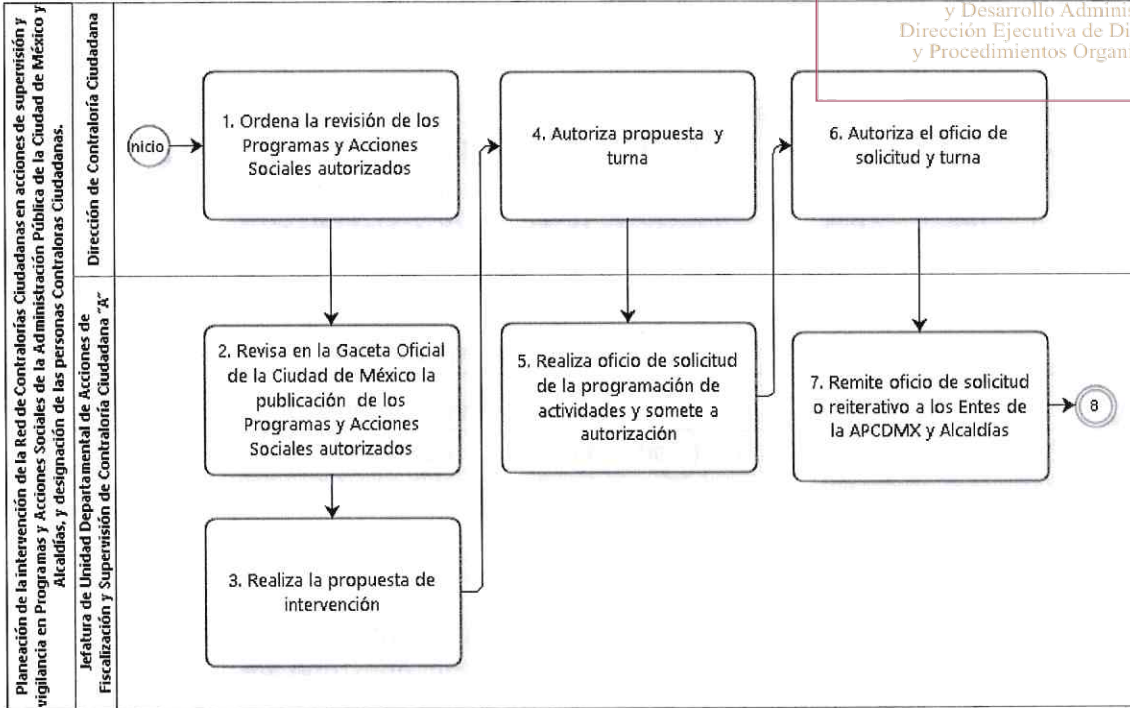 y Desarrollo Adminis
Dirección Ejecutiva de Di
y Procedimientos Organi
Planeación de la intervención de la Red de Contralorías Ciudadanas en acciones de supervisión y
vigilancia en Programas y Acciones Sociales de la Administración Pública de la Ciudad de México y
Alcaldías, y designación de las personas Contraloras Ciudadanas.
Dirección de Contraloría Ciudadana
Inicio
1. Ordena la revisión de los
Programas y Acciones
Sociales autorizados
4. Autoriza propuesta y
turna
6. Autoriza el oficio de
solicitud y turna
Jefatura de Unidad Departamental de Acciones de
Fiscalización y Supervisión de Contraloría Ciudadana "A"
2. Revisa en la Gaceta Oficial
de la Ciudad de México la
publicación de los
Programas y Acciones
Sociales autorizados
3. Realiza la propuesta de
intervención
5. Realiza oficio de solicitud
de la programación de
actividades y somete a
autorización
7. Remite oficio de solicitud
o reiterativo a los Entes de
la APCDMX y Alcaldías
8